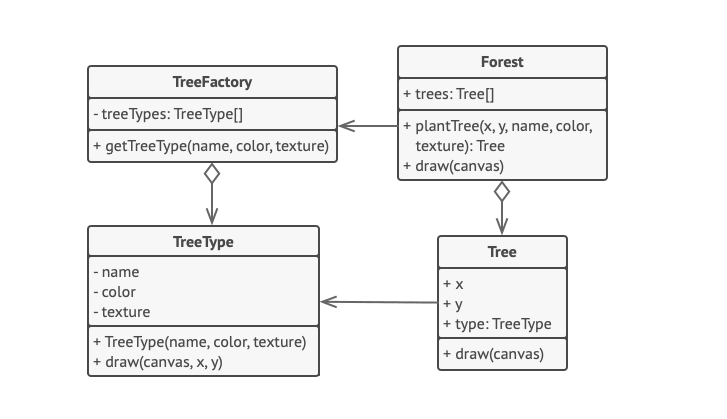 TreeFactory
- treeTypes: TreeType[]
+ getTreeType(name, color, texture)
Forest
+ trees: Tree[]
+ plantTree(x, y, name, color,
texture): Tree
+ draw(canvas)
TreeType
- name
- color
- texture
+ TreeType(name, color, texture)
+ draw(canvas, x, y)
Tree
+ x
+ y
+ type: TreeType
+ draw(canvas)